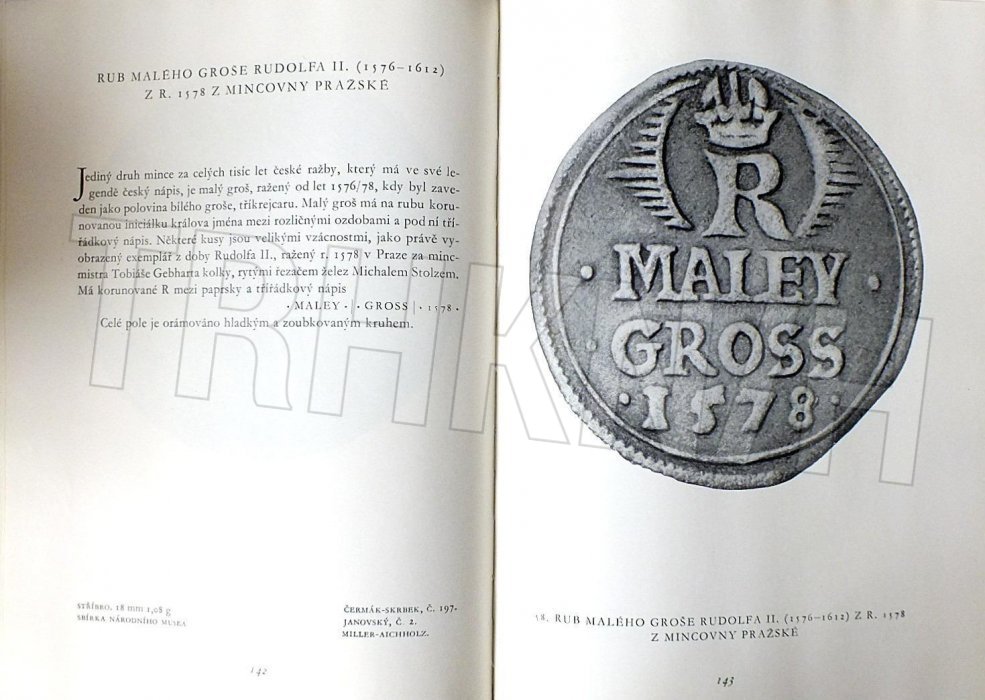 RUB MALÉHO GROŠE RUDOLFA II. (1576–1612)
Z R. 1578 Z MINCOVNY PRAŽSKÉ
Jediný druh mince za celých tisíc let české ražby, který má ve své le-
gendě český nápis, je malý groš, ražený od let 1576/78, kdy byl zave-
den jako polovina bílého groše, tříkrejcaru. Malý groš má na rubu koru-
novanou iniciálku králova jména mezi rozličnými ozdobami a pod ní tří-
řádkový nápis. Některé kusy jsou velikými vzácnostmi, jako právě vy-
obrazený exemplář z doby Rudolfa II., ražený r. 1578 v Praze za minc-
mistra Tobiáše Gebharta kolky, rytými řezačem želez Michalem Stolzem.
Má korunované R mezi paprsky a třířádkový nápis
· MALEY · | · GROSS | · 1578 ·
Celé pole je orámováno hladkým a zoubkovaným kruhem.
STŘÍBRO, 18 mm 1,08 g
SBÍRKA NÁRODNÍHO MUSEA
ČERMÁK-SKRBEK, Č. 197-
JANOVSKÝ, Č. 2.
MILLER-AICHHOLZ.
142
R
· MALEY ·
· GROSS
· 1578 ·
58. RUB MALÉHO GROŠE RUDOLFA II. (1576–1612) Z R. 1578
Z MINCOVNY PRAŽSKÉ
143
TRHKNIH